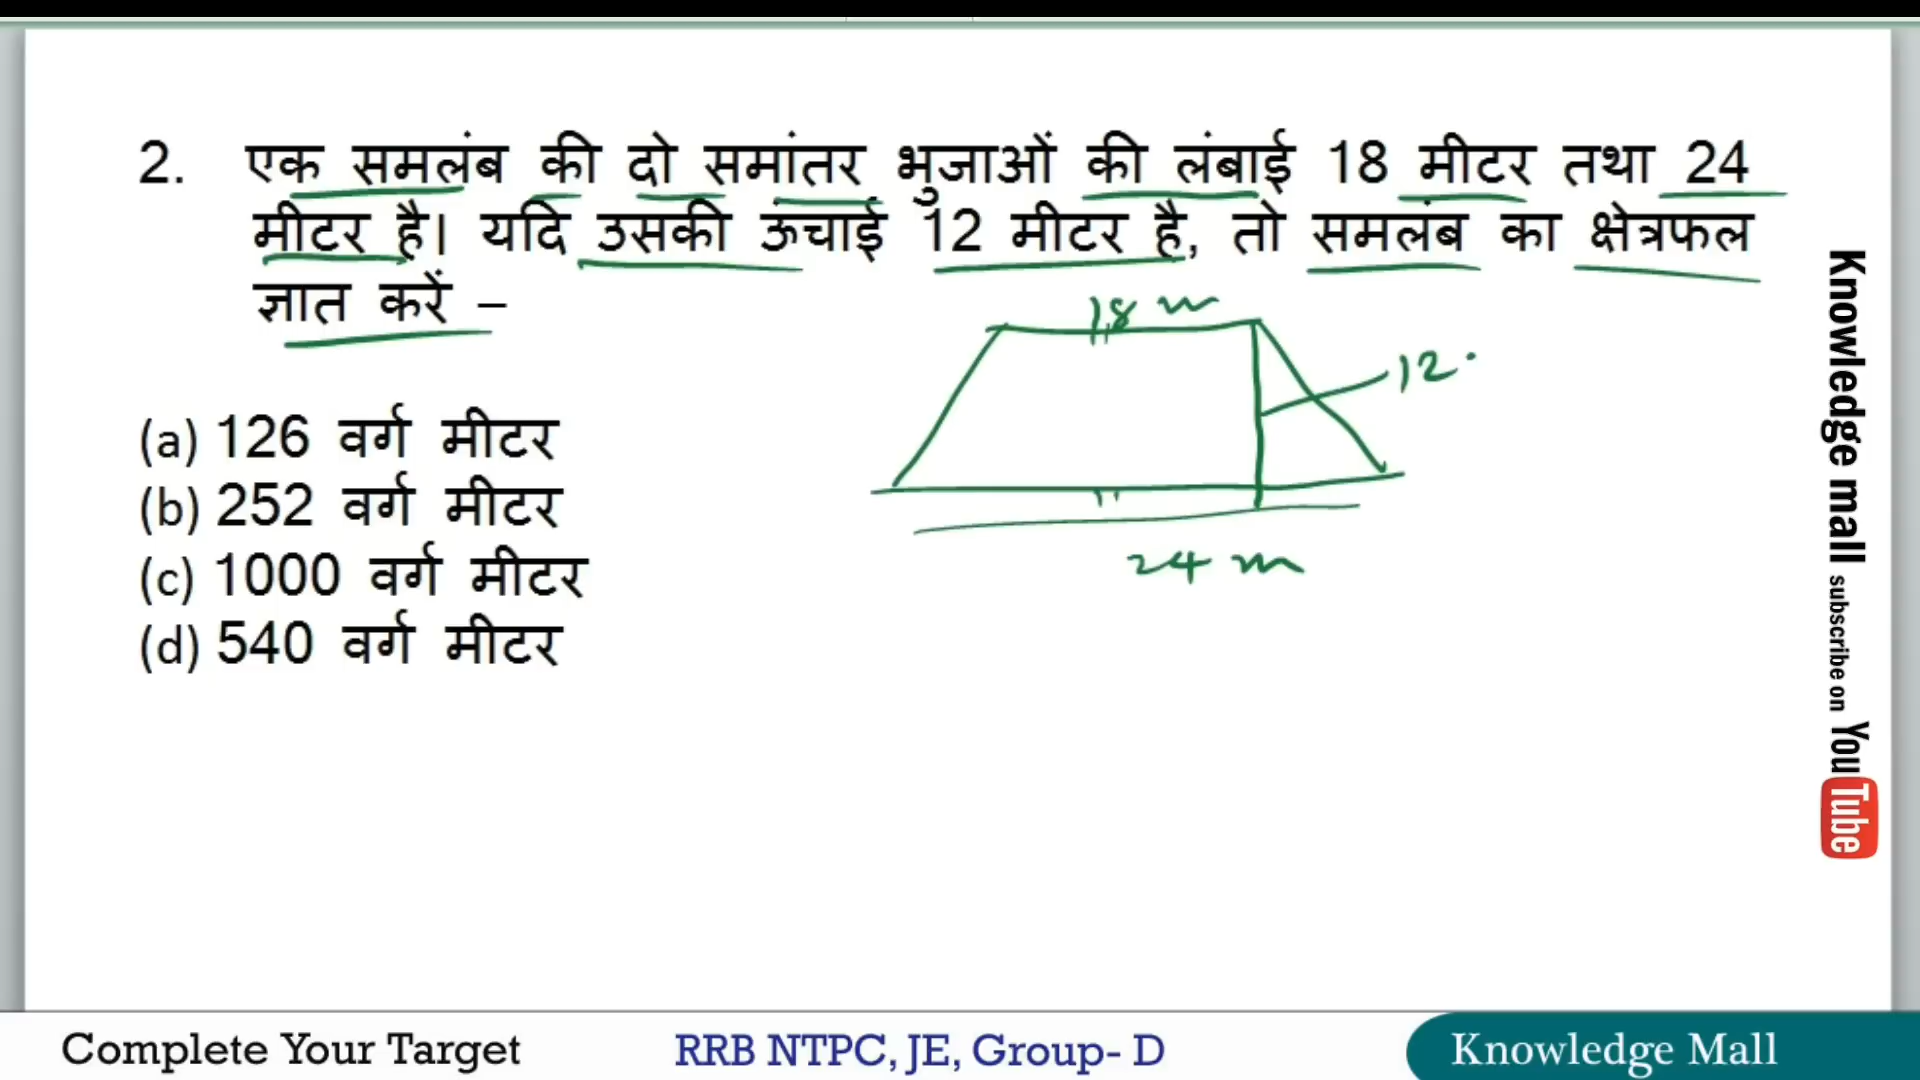 2. एक समलंब की दो समांतर भुजाओं की लंबाई 18 मीटर तथा 24
मीटर है। यदि उसकी ऊंचाई 12 मीटर है, तो समलंब का क्षेत्रफल
ज्ञात करें –
18 m
12
24 m
(a) 126 वर्ग मीटर
(b) 252 वर्ग मीटर
(c) 1000 वर्ग मीटर
(d) 540 वर्ग मीटर
Knowledge mall subscribe on YouTube
Complete Your Target
RRB NTPC, JE, Group- D
Knowledge Mall